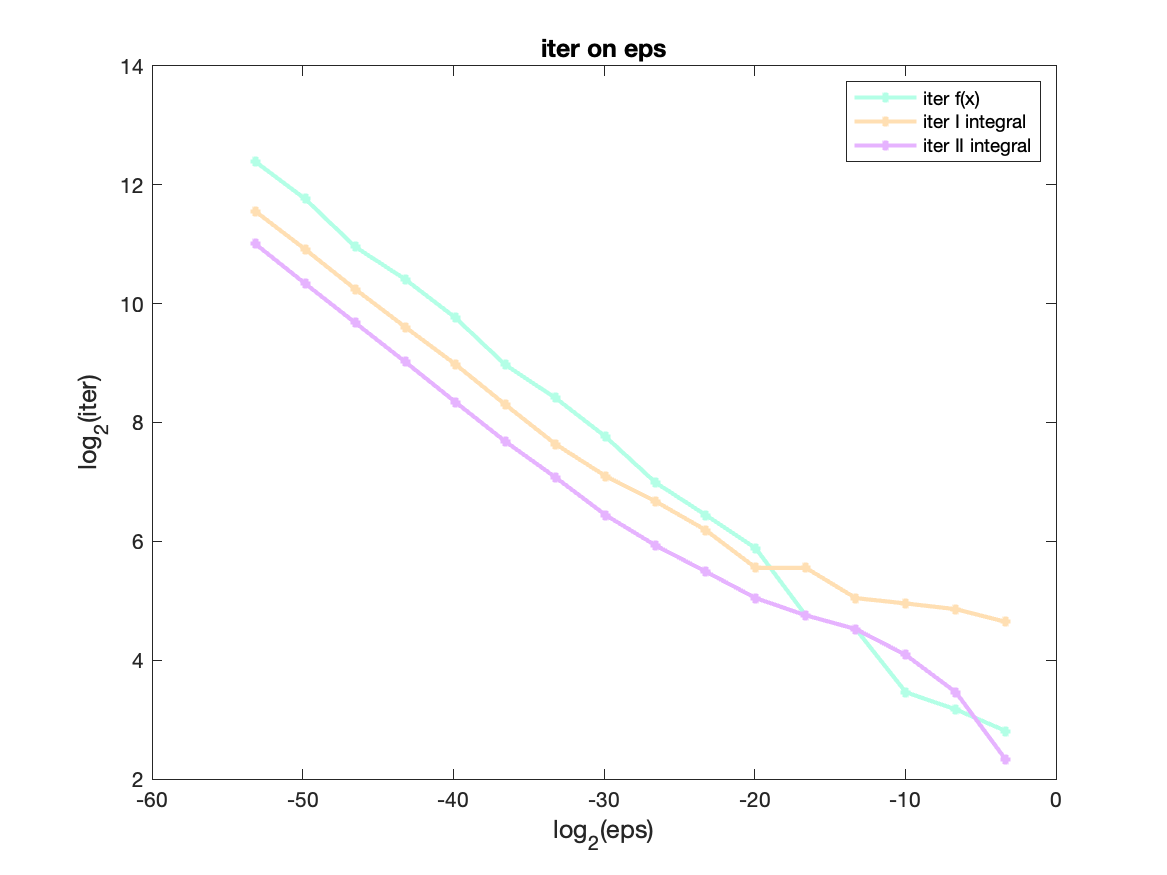 iter on eps
14
12
10
8
6
4
2
log2(iter)
iter f(x)
iter I integral
iter II integral
-60
-50
-40
-30
-20
-10
0
log2(eps)